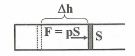 Δh
F = pS
S